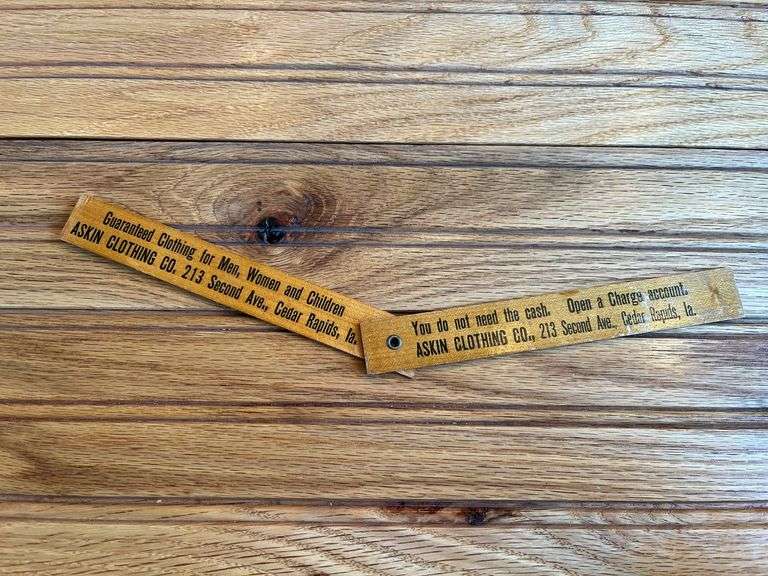 Guaranteed Clothing for Men, Women and Children
ASKIN CLOTHING CO., 213 Second Ave., Cedar Rapids, Ia.
You do not need the cash. Open a Charge account.
ASKIN CLOTHING CO., 213 Second Ave., Cedar Rapids, Ia.